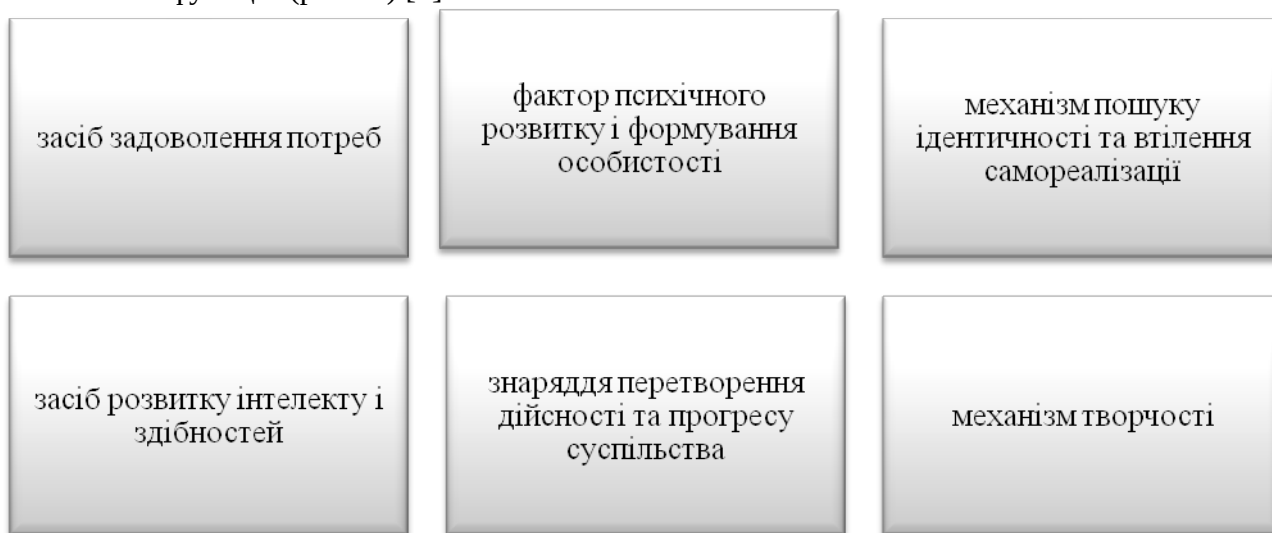 засіб задоволення потреб
фактор психічного
розвитку і формування
особистості
механізм пошуку
ідентичності та втілення
самореалізації
засіб розвитку інтелекту і
здібностей
знаряддя перетворення
дійсності та прогресу
суспільства
механізм творчості